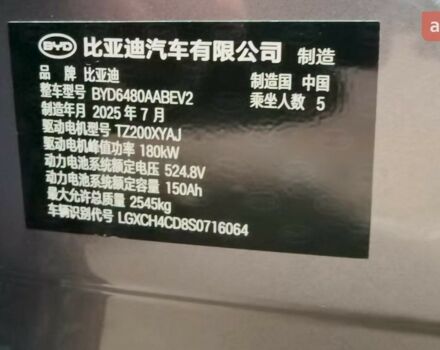 BYD 比亚迪汽车有限公司 制造
品 牌 比亚迪 制造国 中国
整车型号 BYD6480AABEV2 乘坐人数 5
制造年月 2025 年 7 月
驱动电机型号 TZ200XYAJ
驱动电机峰值功率 180kW
动力电池系统额定电压 524.8V
动力电池系统额定容量 150Ah
最大允许总质量 2545kg
车辆识别代号 LGXCH4CD8S0716064
a